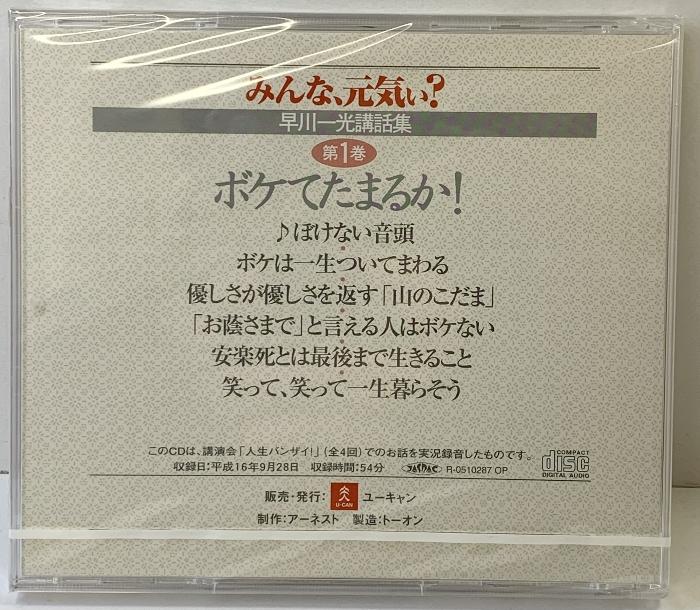 みんな、元気ぃ?
早川一光講話集
第1巻
ボケてたまるか!
♪ぼけない音頭
ボケは一生ついてまわる
優しさが優しさを返す「山のこだま」
「お蔭さまで」と言える人はボケない
安楽死とは最後まで生きること
笑って、笑って一生暮らそう
このCDは、講演会「人生バンザイ!」(全4回)でのお話を実況録音したものです。
収録日:平成16年9月28日 収録時間:54分 JASRAC R-0510287 OP
COMPACT
disc
DIGITAL AUDIO
販売・発行: U-CAN ユーキャン
制作:アーネスト 製造:トーオン